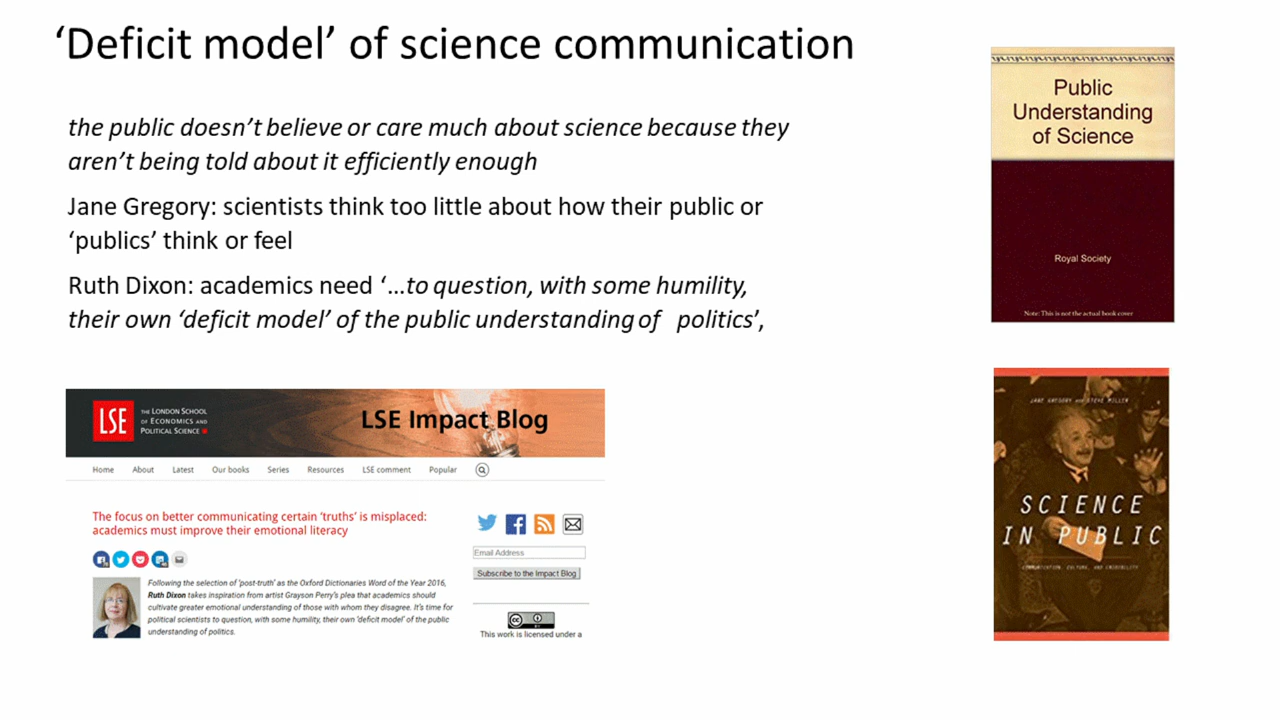 ‘Deficit model’ of science communication
the public doesn’t believe or care much about science because they
aren’t being told about it efficiently enough
Jane Gregory: scientists think too little about how their public or
‘publics’ think or feel
Ruth Dixon: academics need ‘…to question, with some humility,
their own ‘deficit model’ of the public understanding of politics’,
Public
Understanding
of Science
Royal Society
Note: This is not the actual book cover
LSE
THE LONDON SCHOOL
OF ECONOMICS AND
POLITICAL SCIENCE
LSE Impact Blog
Home About Latest Our books Series Resources LSE comment Popular
The focus on better communicating certain ‘truths’ is misplaced:
academics must improve their emotional literacy
Following the selection of ‘post-truth’ as the Oxford Dictionaries Word of the Year 2016,
Ruth Dixon takes inspiration from artist Grayson Perry’s plea that academics should
cultivate greater emotional understanding of those with whom they disagree. It’s time for
political scientists to question, with some humility, their own ‘deficit model’ of the public
understanding of politics.
Email Address
Subscribe to the Impact Blog
This work is licensed under a
JANE GREGORY AND STEVE MILLER
SCIENCE
IN PUBLIC
COMMUNICATION, CULTURE, AND CREDIBILITY